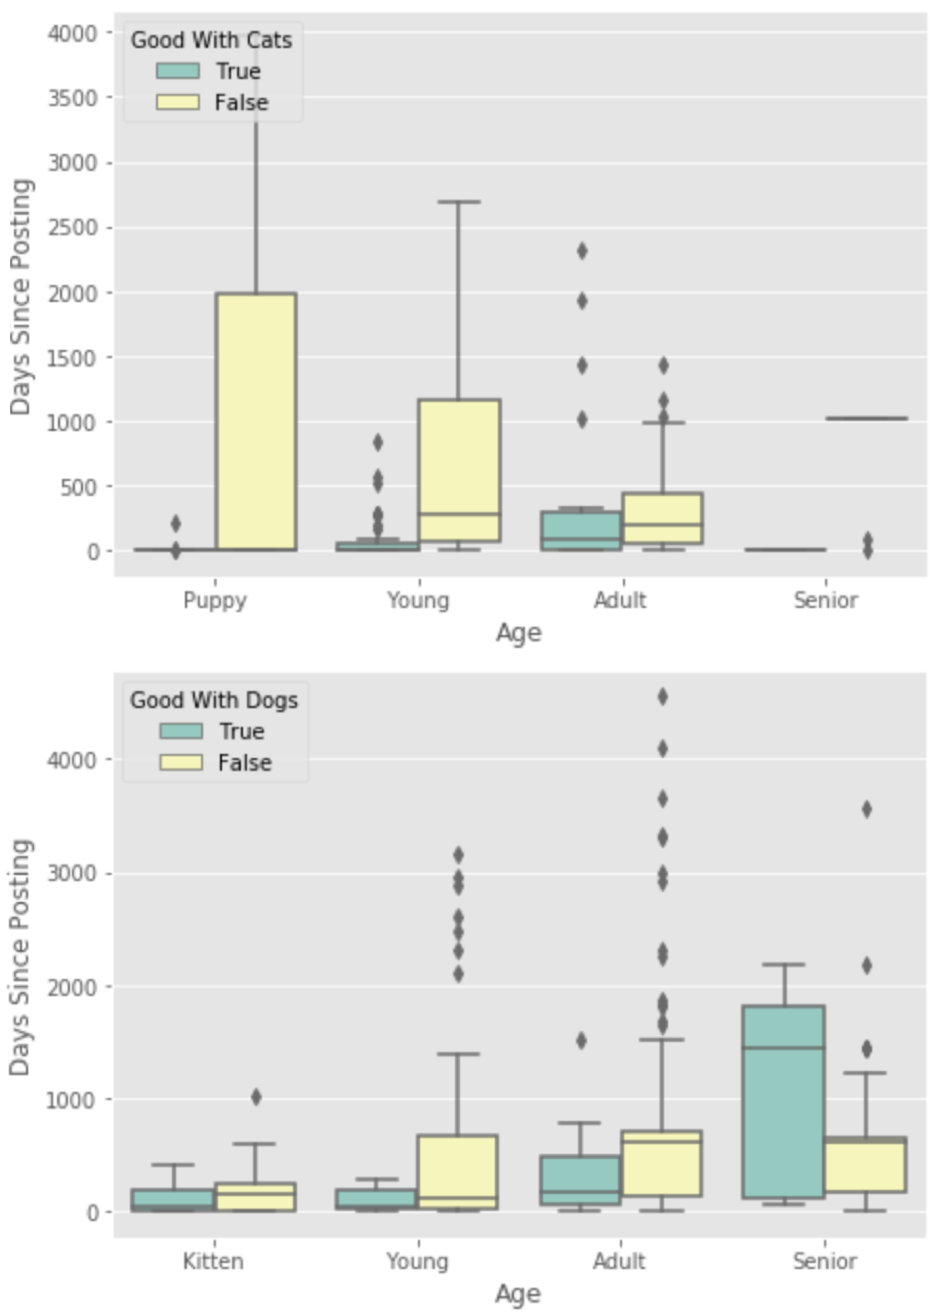 Good With Cats
True
False
4000
3500
3000
2500
2000
1500
1000
500
0
Days Since Posting
Puppy
Young
Adult
Senior
Age
Good With Dogs
True
False
4000
3000
2000
1000
0
Days Since Posting
Kitten
Young
Adult
Senior
Age